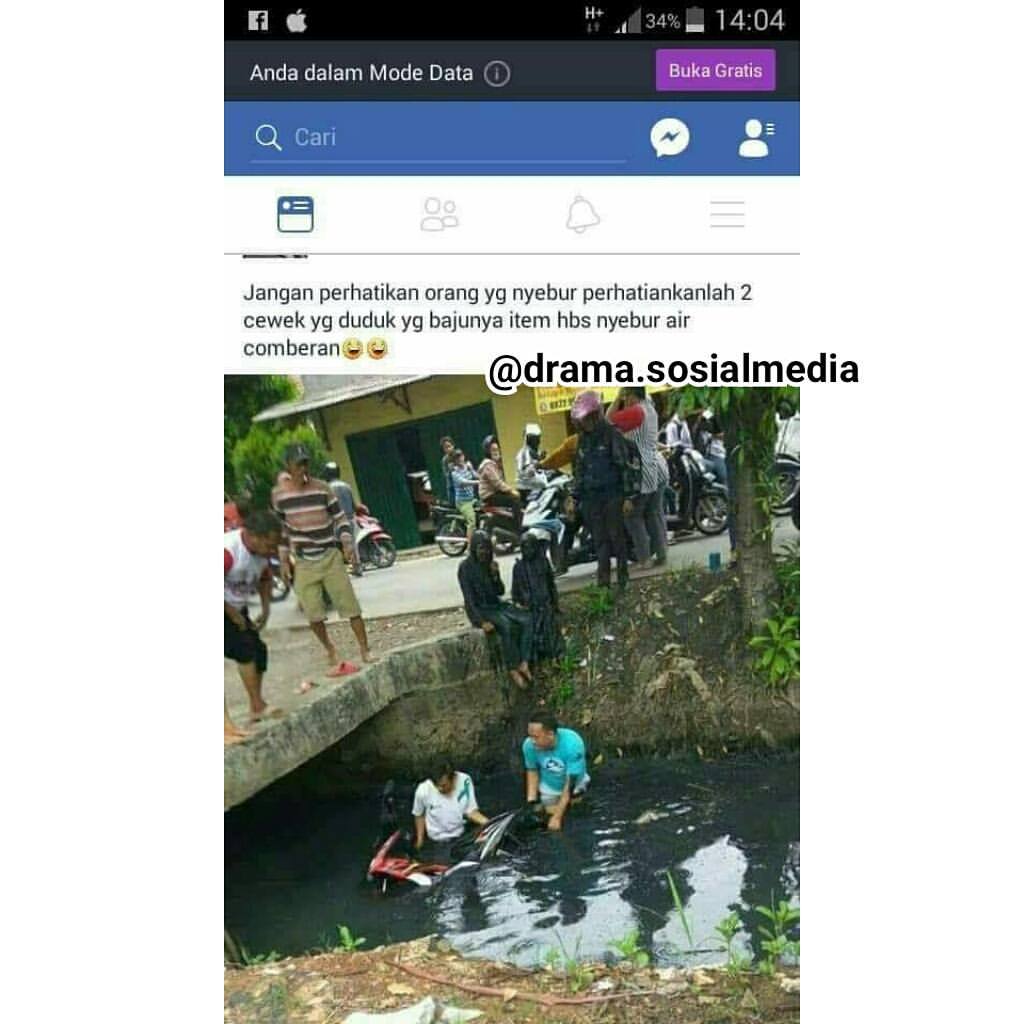 H+ 34% 14:04
Anda dalam Mode Data Buka Gratis
Cari
Jangan perhatikan orang yg nyebur perhatiankanlah 2
cewek yg duduk yg bajunya item hbs nyebur air
comberan😆😆
@drama.sosialmedia